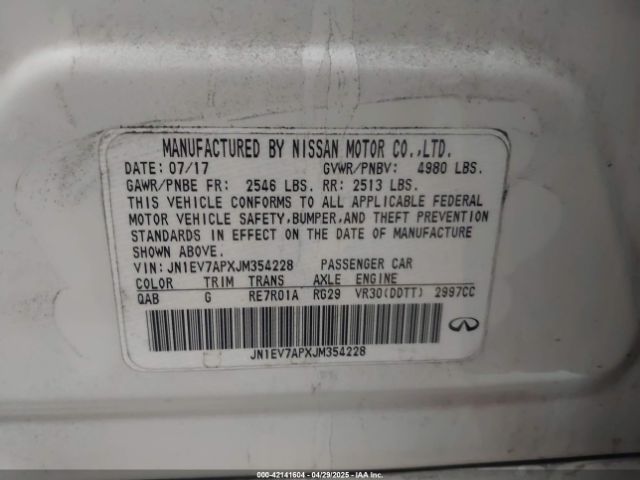 MANUFACTURED BY NISSAN MOTOR CO.,LTD.
DATE: 07/17 GVWR/PNBV: 4980 LBS.
GAWR/PNBE FR: 2546 LBS. RR: 2513 LBS.
THIS VEHICLE CONFORMS TO ALL APPLICABLE FEDERAL
MOTOR VEHICLE SAFETY,BUMPER,AND THEFT PREVENTION
STANDARDS IN EFFECT ON THE DATE OF MANUFACTURE
SHOWN ABOVE.
VIN: JN1EV7APXJM354228 PASSENGER CAR
COLOR TRIM TRANS AXLE ENGINE
QAB G RE7R01A RG29 VR30(DDTT) 2997CC
JN1EV7APXJM354228
000-42141604 - 04/29/2025 - IAA Inc.